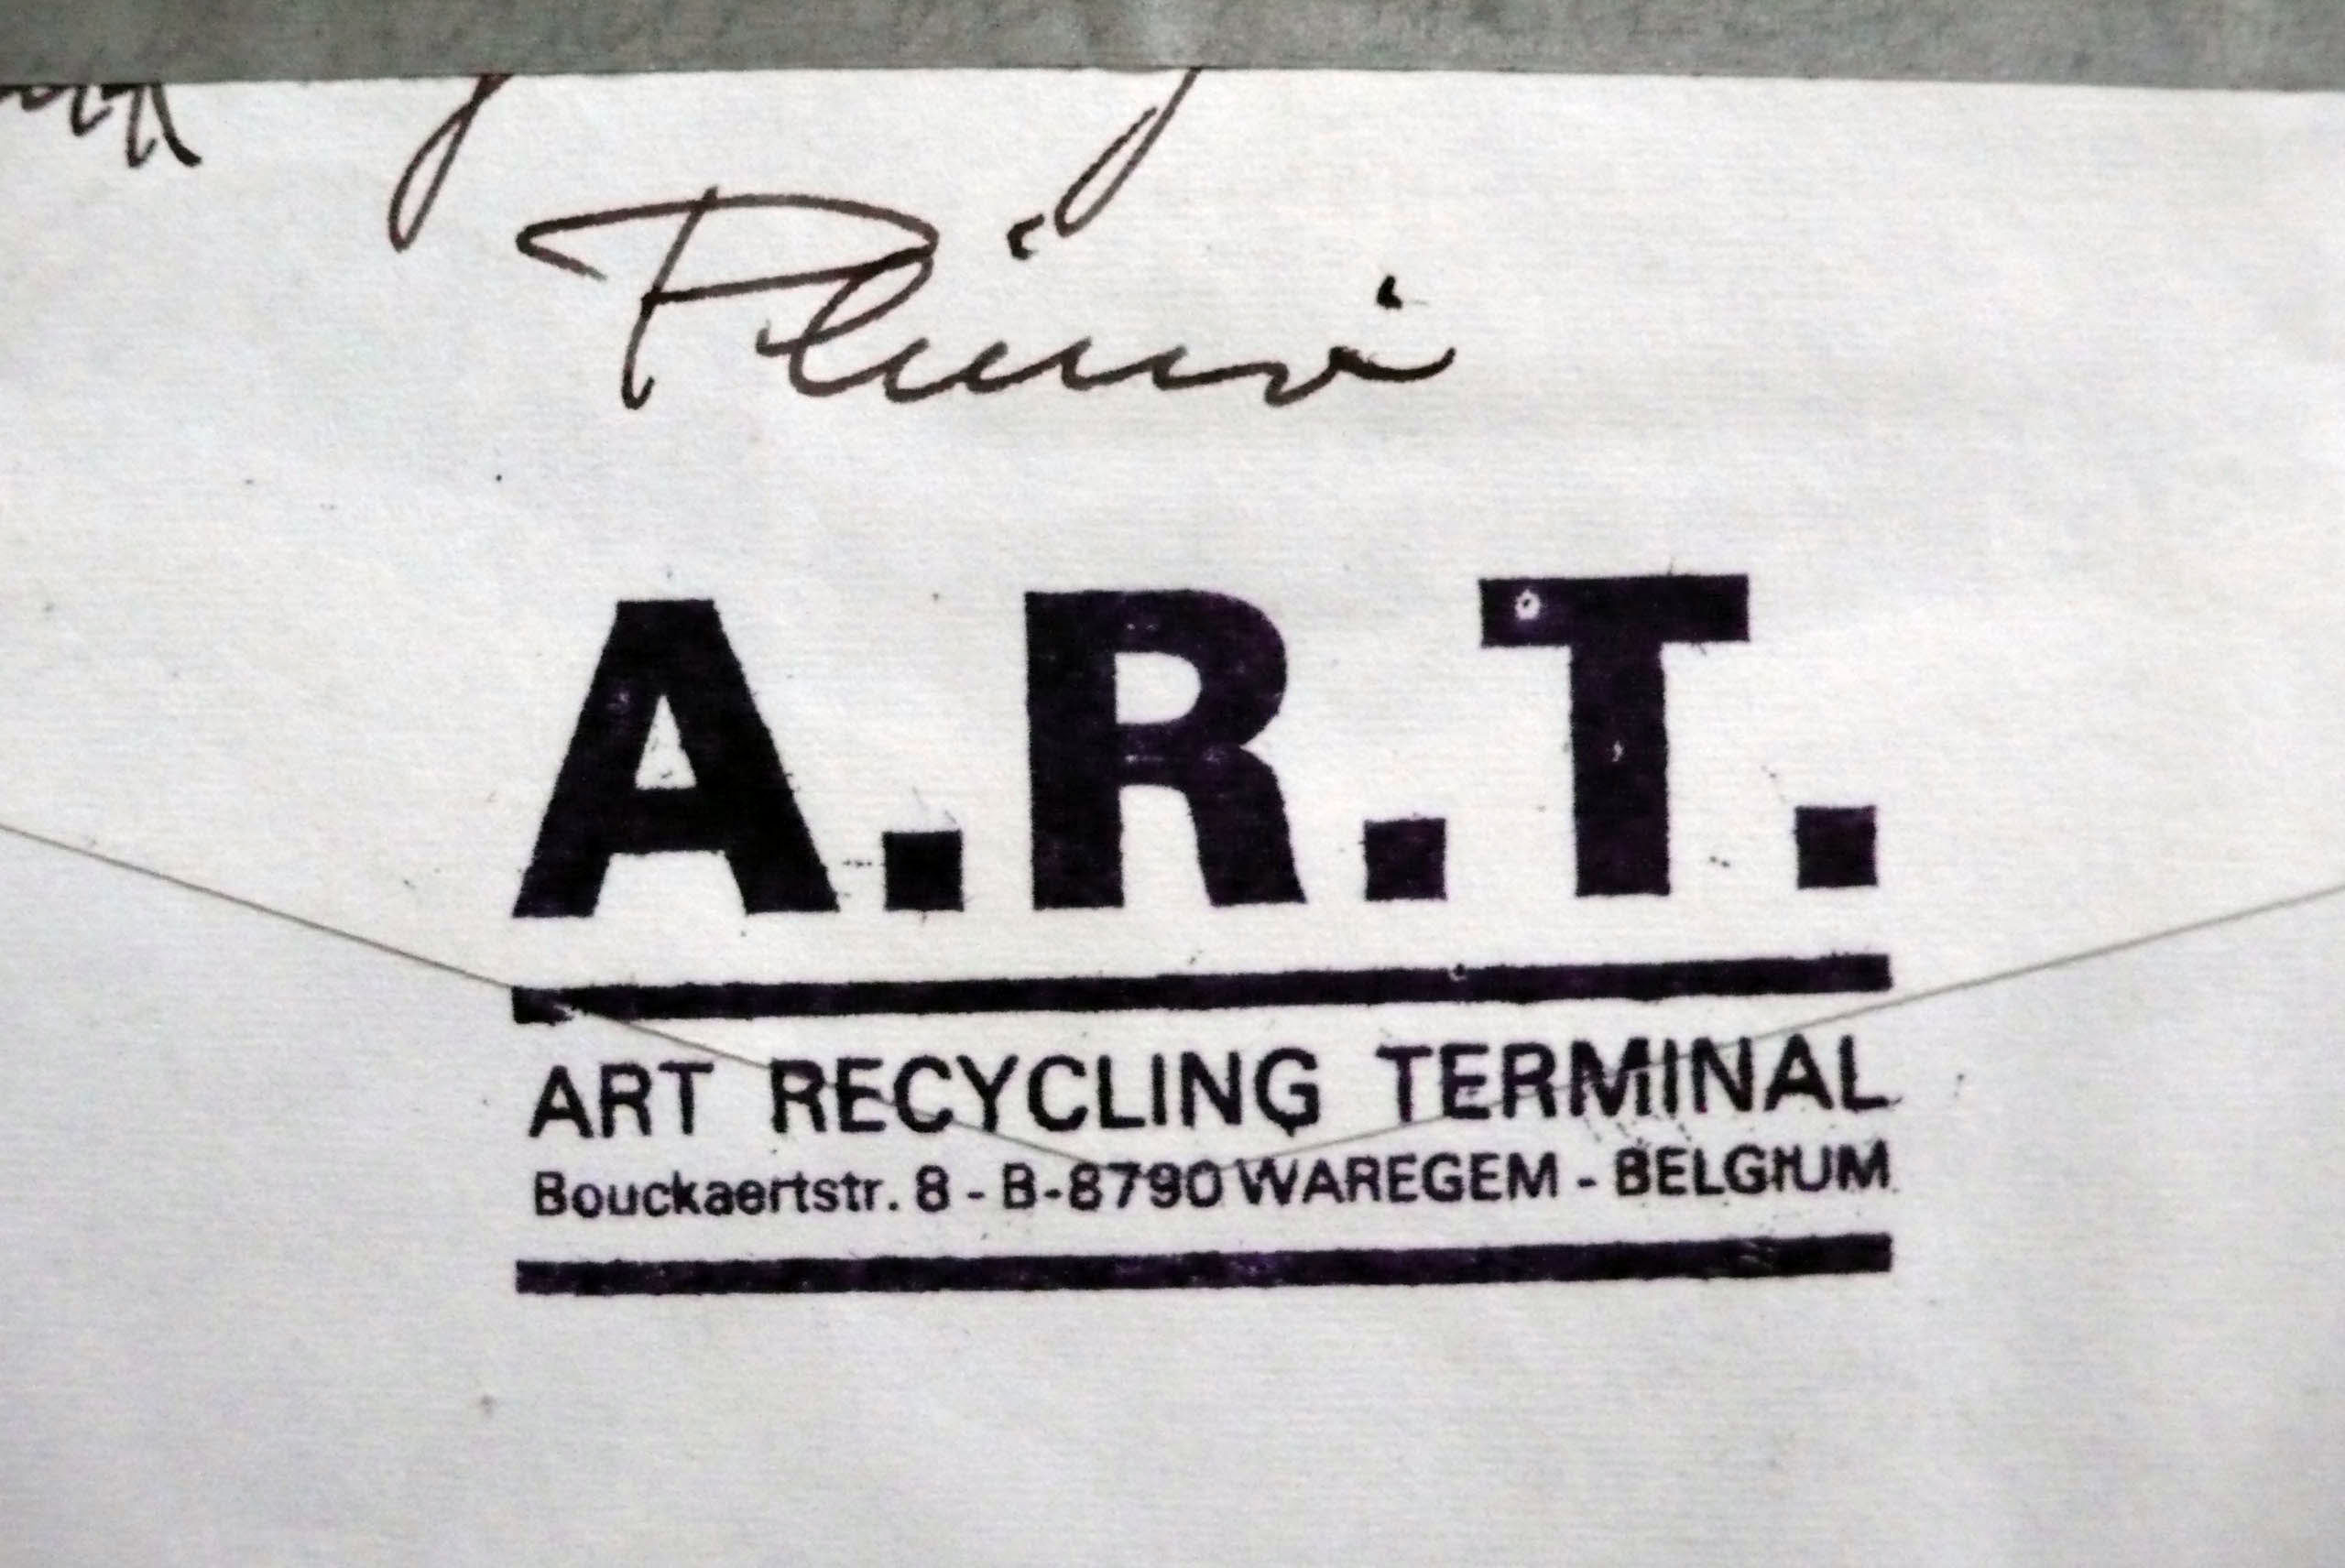 A.R.T.
ART RECYCLING TERMINAL
Bouckaertstr. 8 - B-8790 WAREGEM - BELGIUM